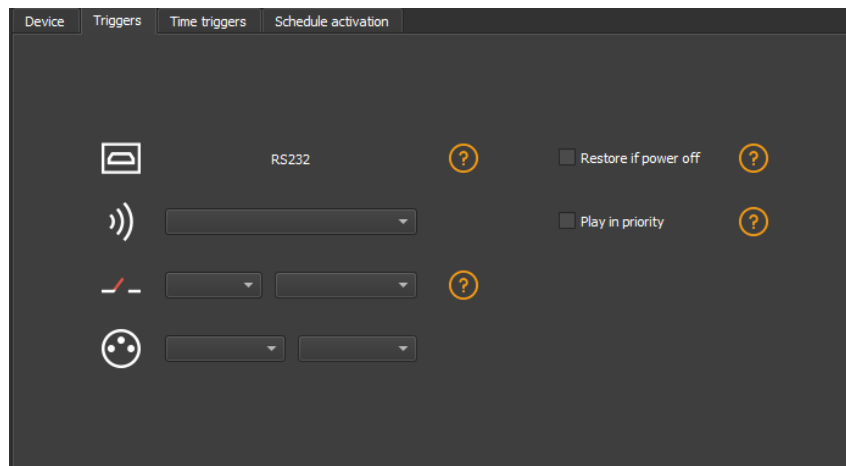 Device Triggers Time triggers Schedule activation
RS232 ? Restore if power off ?
Play in priority ?
?